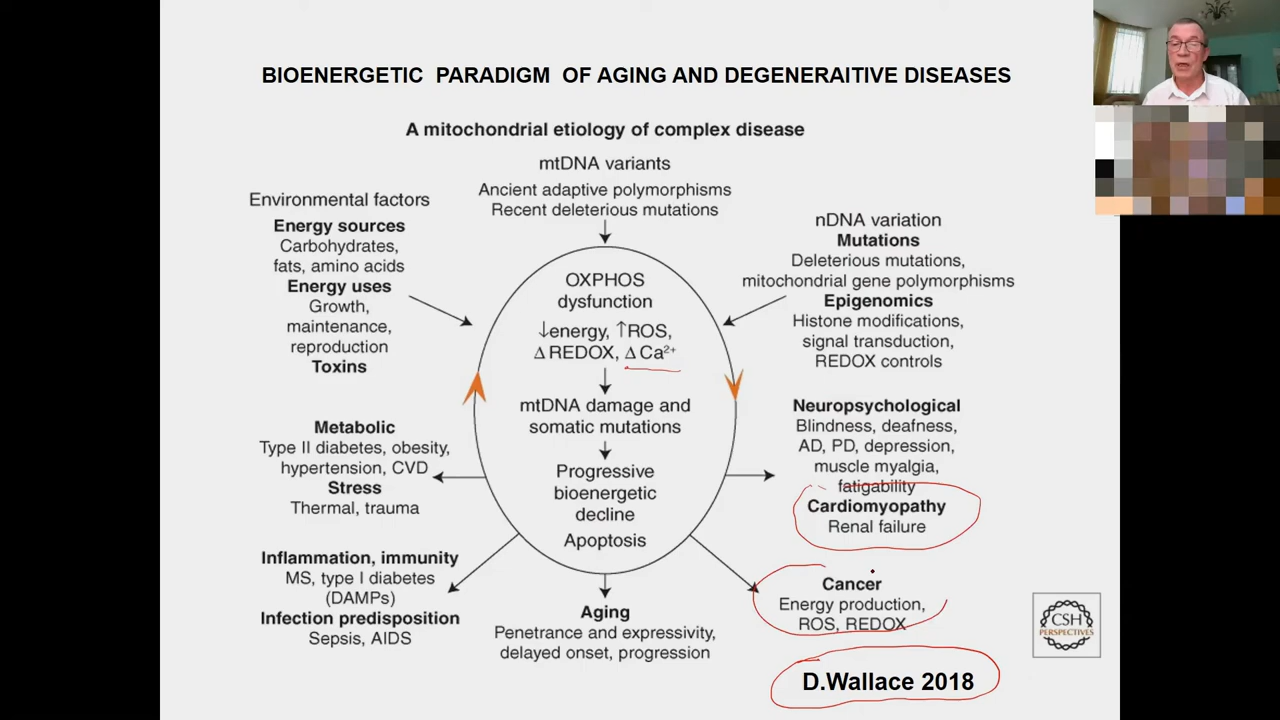 BIOENERGETIC PARADIGM OF AGING AND DEGENERAITIVE DISEASES
A mitochondrial etiology of complex disease
mtDNA variants
Ancient adaptive polymorphisms
Recent deleterious mutations
Environmental factors
Energy sources
Carbohydrates,
fats, amino acids
Energy uses
Growth,
maintenance,
reproduction
Toxins
nDNA variation
Mutations
Deleterious mutations,
mitochondrial gene polymorphisms
Epigenomics
Histone modifications,
signal transduction,
REDOX controls
OXPHOS
dysfunction
↓energy, ↑ROS,
Δ REDOX, Δ Ca²⁺
mtDNA damage and
somatic mutations
Progressive
bioenergetic
decline
Apoptosis
Metabolic
Type II diabetes, obesity,
hypertension, CVD
Stress
Thermal, trauma
Neuropsychological
Blindness, deafness,
AD, PD, depression,
muscle myalgia,
fatigability
Cardiomyopathy
Renal failure
Inflammation, immunity
MS, type I diabetes
(DAMPs)
Infection predisposition
Sepsis, AIDS
Aging
Penetrance and expressivity,
delayed onset, progression
Cancer
Energy production,
ROS, REDOX
CSH
PERSPECTIVES
D.Wallace 2018